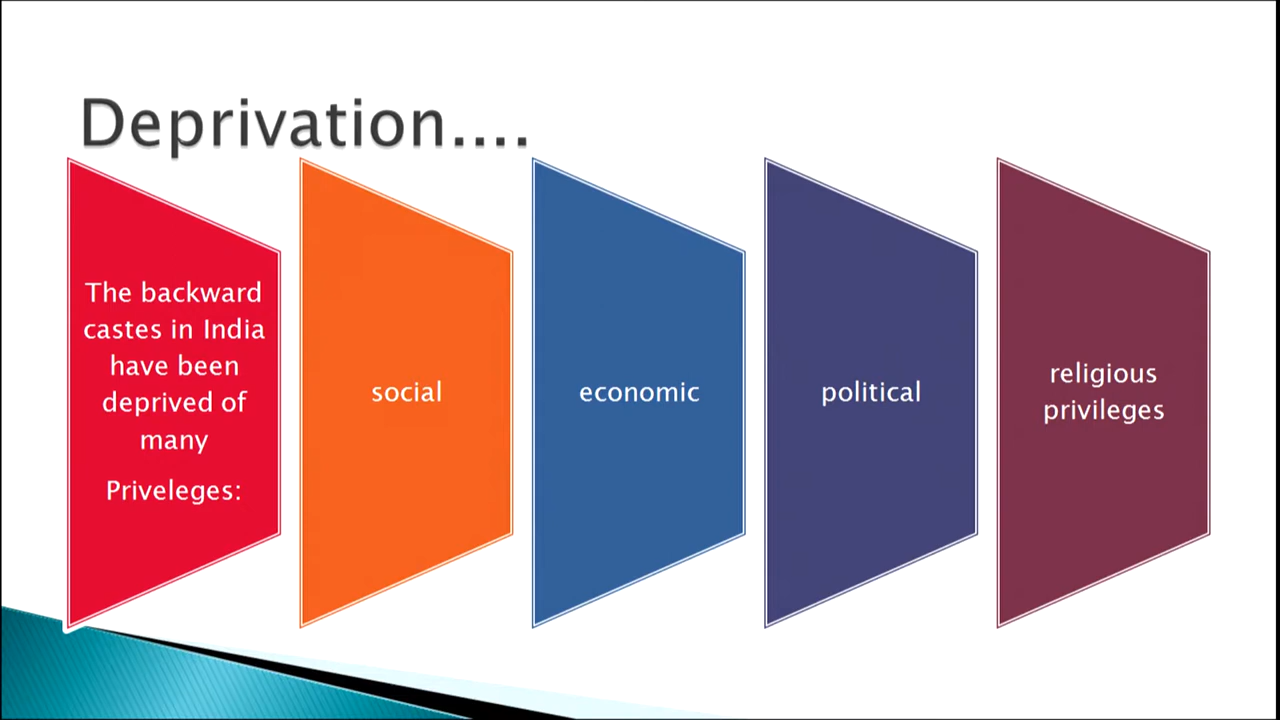 Deprivation....
The backward
castes in India
have been
deprived of
many
Priveleges:
social
economic
political
religious
privileges